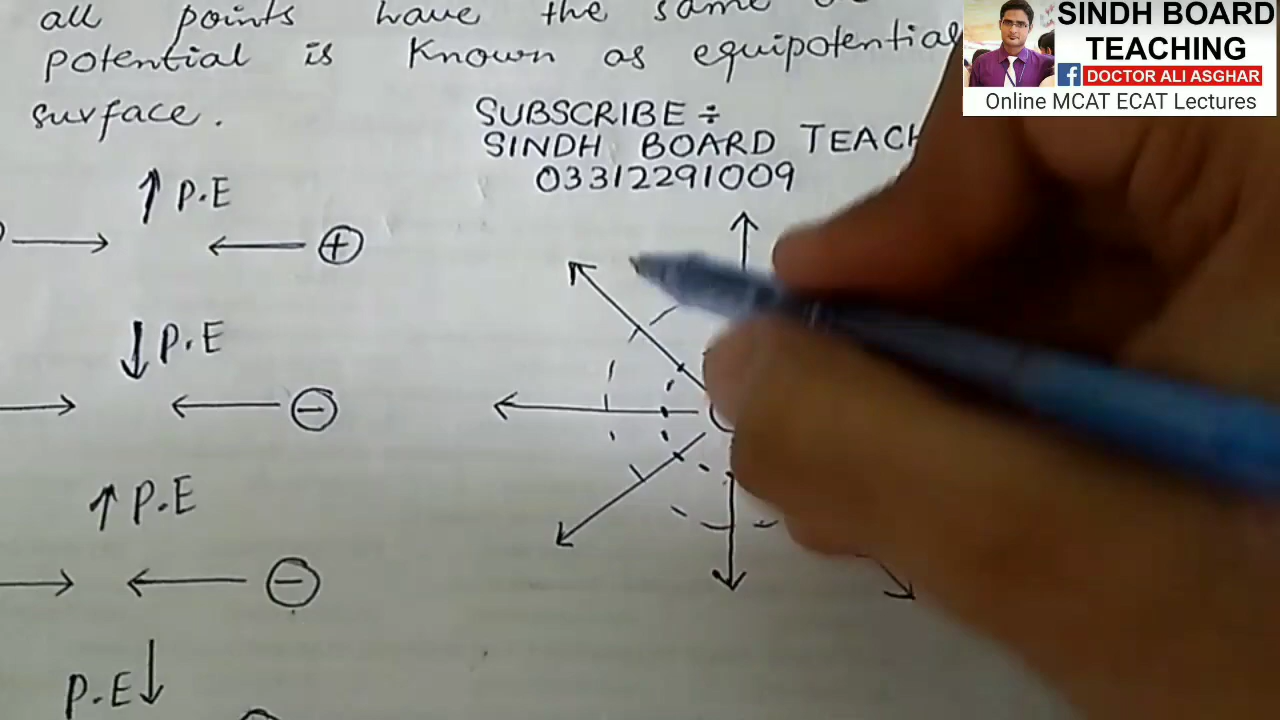 all points have the same
potential is known as equipotential
surface.
SINDH BOARD
TEACHING
DOCTOR ALI ASGHAR
Online MCAT ECAT Lectures
SUBSCRIBE ÷
SINDH BOARD TEACH
03312291009
↑ P.E
↓ P.E
↑ P.E
P.E ↓